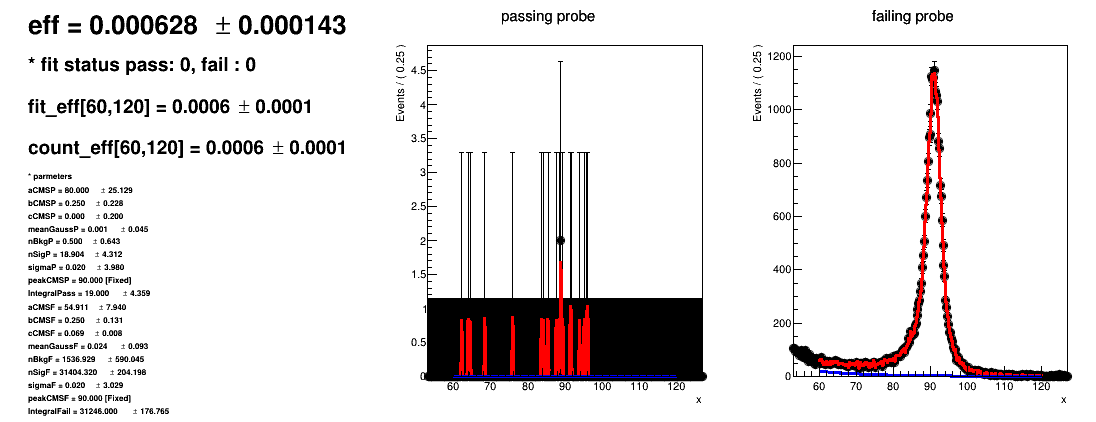 eff = 0.000628 ± 0.000143
* fit status pass: 0, fail : 0
fit_eff[60,120] = 0.0006 ± 0.0001
count_eff[60,120] = 0.0006 ± 0.0001
* parmeters
aCMSP = 80.000 ± 25.129
bCMSP = 0.250 ± 0.228
cCMSP = 0.000 ± 0.200
meanGaussP = 0.001 ± 0.045
nBkgP = 0.500 ± 0.643
nSigP = 18.904 ± 4.312
sigmaP = 0.020 ± 3.980
peakCMSP = 90.000 [Fixed]
IntegralPass = 19.000 ± 4.359
aCMSF = 54.911 ± 7.940
bCMSF = 0.250 ± 0.131
cCMSF = 0.069 ± 0.008
meanGaussF = 0.024 ± 0.093
nBkgF = 1536.929 ± 590.045
nSigF = 31404.320 ± 204.198
sigmaF = 0.020 ± 3.029
peakCMSF = 90.000 [Fixed]
IntegralFail = 31246.000 ± 176.765
passing probe
Events / ( 0.25 )
4.5
4
3.5
3
2.5
2
1.5
1
0.5
0
60 70 80 90 100 110 120
x
failing probe
Events / ( 0.25 )
1200
1000
800
600
400
200
0
60 70 80 90 100 110 120
x